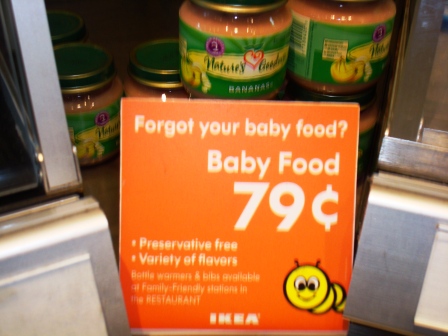 Nature's Goodness
BANANAS
Forgot your baby food?
Baby Food
79¢
• Preservative free
• Variety of flavors
Bottle warmers & bibs available
at Family-Friendly stations in
the RESTAURANT
IKEA